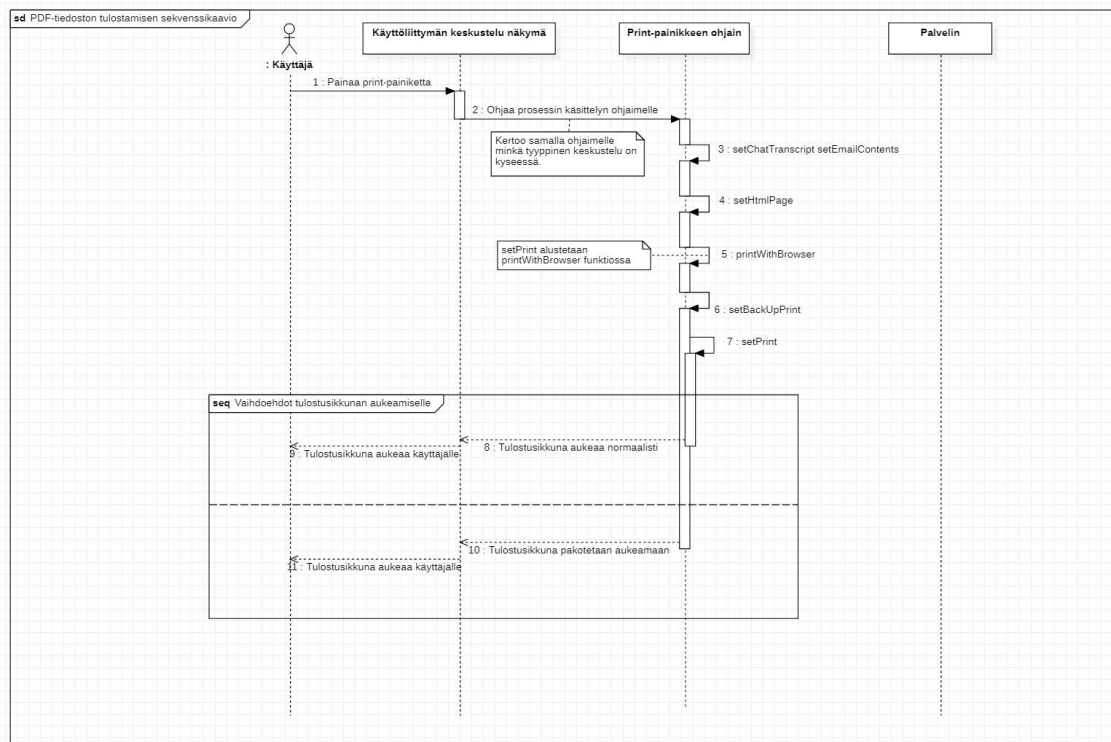 sd PDF-tiedoston tulostamisen sekvenssikaavio
: Käyttäjä
Käyttöliittymän keskustelu näkymä
Print-painikkeen ohjain
Palvelin
1 : Painaa print-painiketta
2 : Ohjaa prosessin käsittelyn ohjaimelle
Kertoo samalla ohjaimelle
minkä tyyppinen keskustelu on
kyseessä.
3 : setChatTranscript setEmailContents
4 : setHtmlPage
setPrint alustetaan
printWithBrowser funktiossa
5 : printWithBrowser
6 : setBackUpPrint
7 : setPrint
seq Vaihdoehdot tulostusikkunan aukeamiselle
8 : Tulostusikkuna aukeaa normaalisti
9 : Tulostusikkuna aukeaa käyttäjälle
10 : Tulostusikkuna pakotetaan aukeamaan
11 : Tulostusikkuna aukeaa käyttäjälle